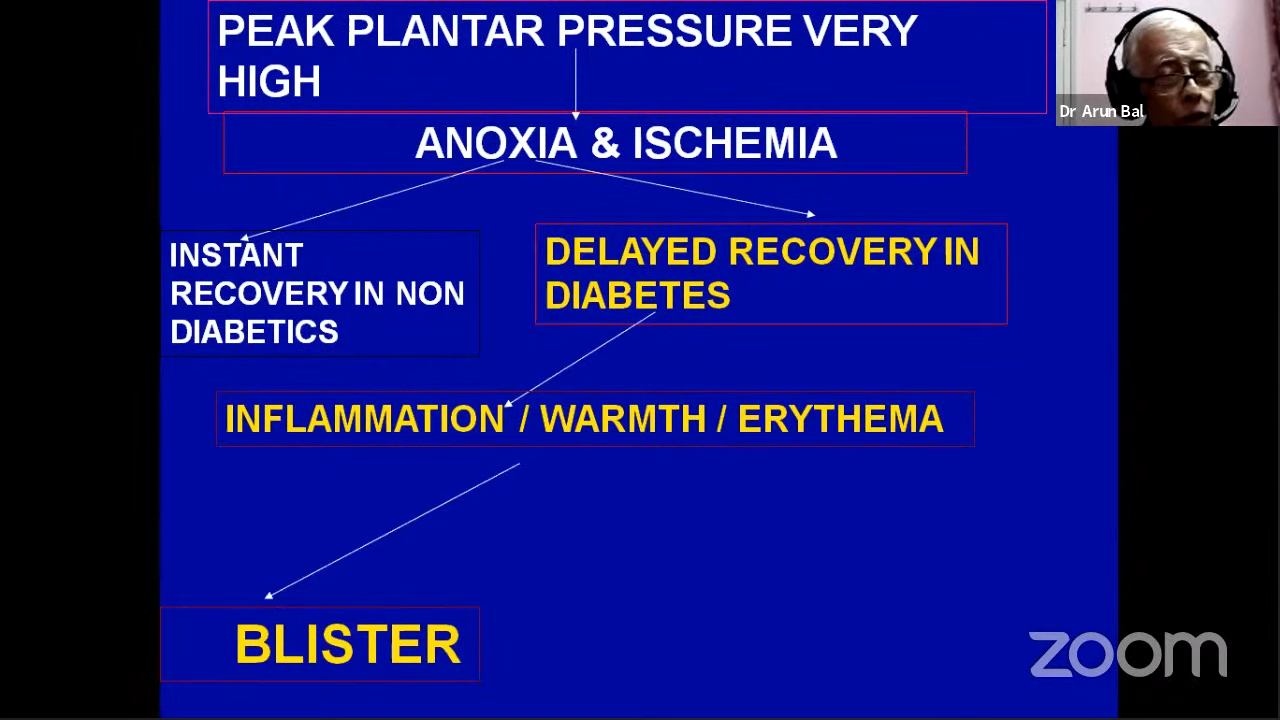 PEAK PLANTAR PRESSURE VERY
HIGH
Dr Arun Bal
ANOXIA & ISCHEMIA
INSTANT
RECOVERY IN NON
DIABETICS
DELAYED RECOVERY IN
DIABETES
INFLAMMATION / WARMTH / ERYTHEMA
BLISTER
zoom